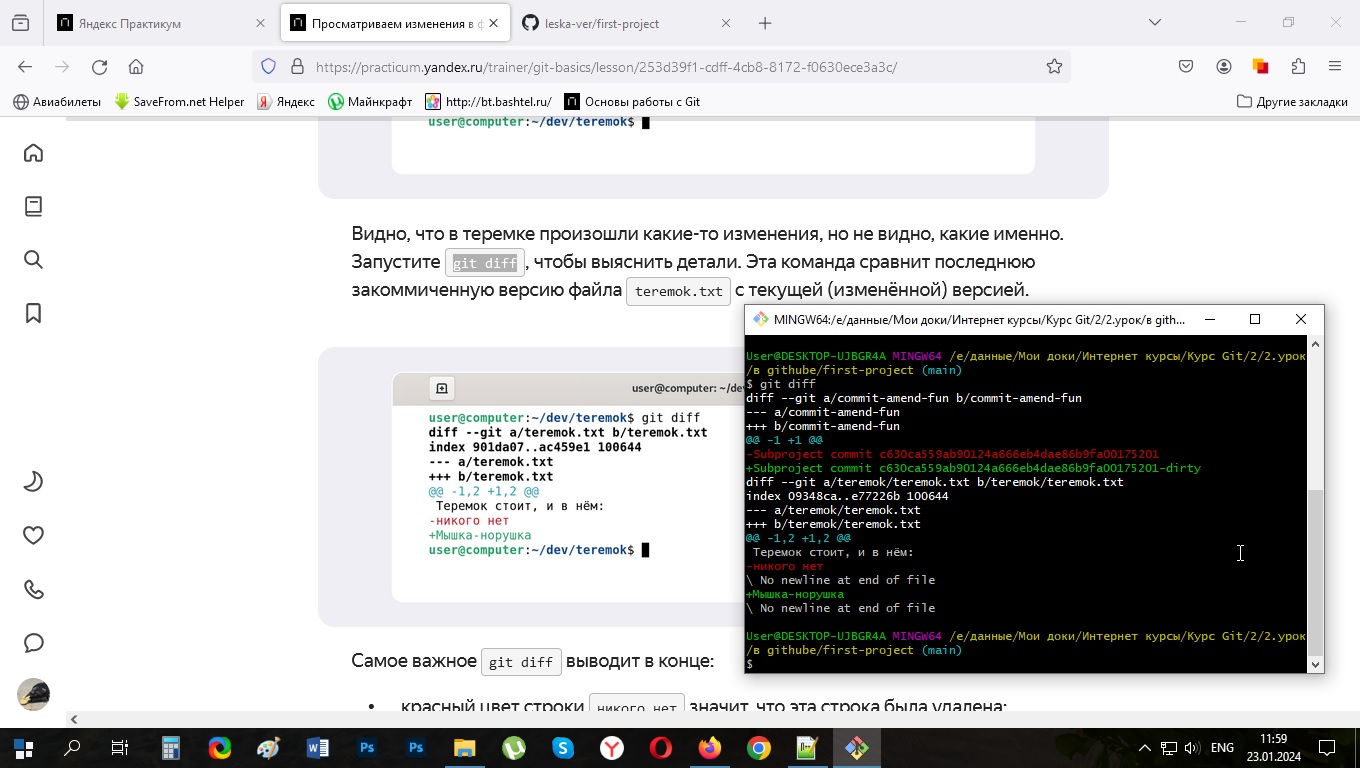 Яндекс Практикум
Просматриваем изменения в ф
leska-ver/first-project
https://practicum.yandex.ru/trainer/git-basics/lesson/253d39f1-cdff-4cb8-8172-f0630ece3a3c/
Авиабилеты
SaveFrom.net Helper
Яндекс
Майнкрафт
http://bt.bashtel.ru/
Основы работы с Git
Другие закладки
user@computer:~/dev/teremok$
Видно, что в теремке произошли какие-то изменения, но не видно, какие именно.
Запустите git diff , чтобы выяснить детали. Эта команда сравнит последнюю
закоммиченную версию файла teremok.txt с текущей (изменённой) версией.
user@computer: ~/de
user@computer:~/dev/teremok$ git diff
diff --git a/teremok.txt b/teremok.txt
index 901da07..ac459e1 100644
--- a/teremok.txt
+++ b/teremok.txt
@@ -1,2 +1,2 @@
Теремок стоит, и в нём:
-никого нет
+Мышка-норушка
user@computer:~/dev/teremok$
Самое важное git diff выводит в конце:
• красный цвет строки никого нет значит, что эта строка была удалена;
MINGW64:/e/данные/Мои доки/Интернет курсы/Курс Git/2/2.урок/в gith...
User@DESKTOP-UJBGR4A MINGW64 /e/данные/Мои доки/Интернет курсы/Курс Git/2/2.урок
/в githube/first-project (main)
$ git diff
diff --git a/commit-amend-fun b/commit-amend-fun
--- a/commit-amend-fun
+++ b/commit-amend-fun
@@ -1 +1 @@
-Subproject commit c630ca559ab90124a666eb4dae86b9fa00175201
+Subproject commit c630ca559ab90124a666eb4dae86b9fa00175201-dirty
diff --git a/teremok/teremok.txt b/teremok/teremok.txt
index 09348ca..e77226b 100644
--- a/teremok/teremok.txt
+++ b/teremok/teremok.txt
@@ -1,2 +1,2 @@
Теремок стоит, и в нём:
-никого нет
\ No newline at end of file
+Мышка-норушка
\ No newline at end of file
User@DESKTOP-UJBGR4A MINGW64 /e/данные/Мои доки/Интернет курсы/Курс Git/2/2.урок
/в githube/first-project (main)
$
ENG
11:59
23.01.2024